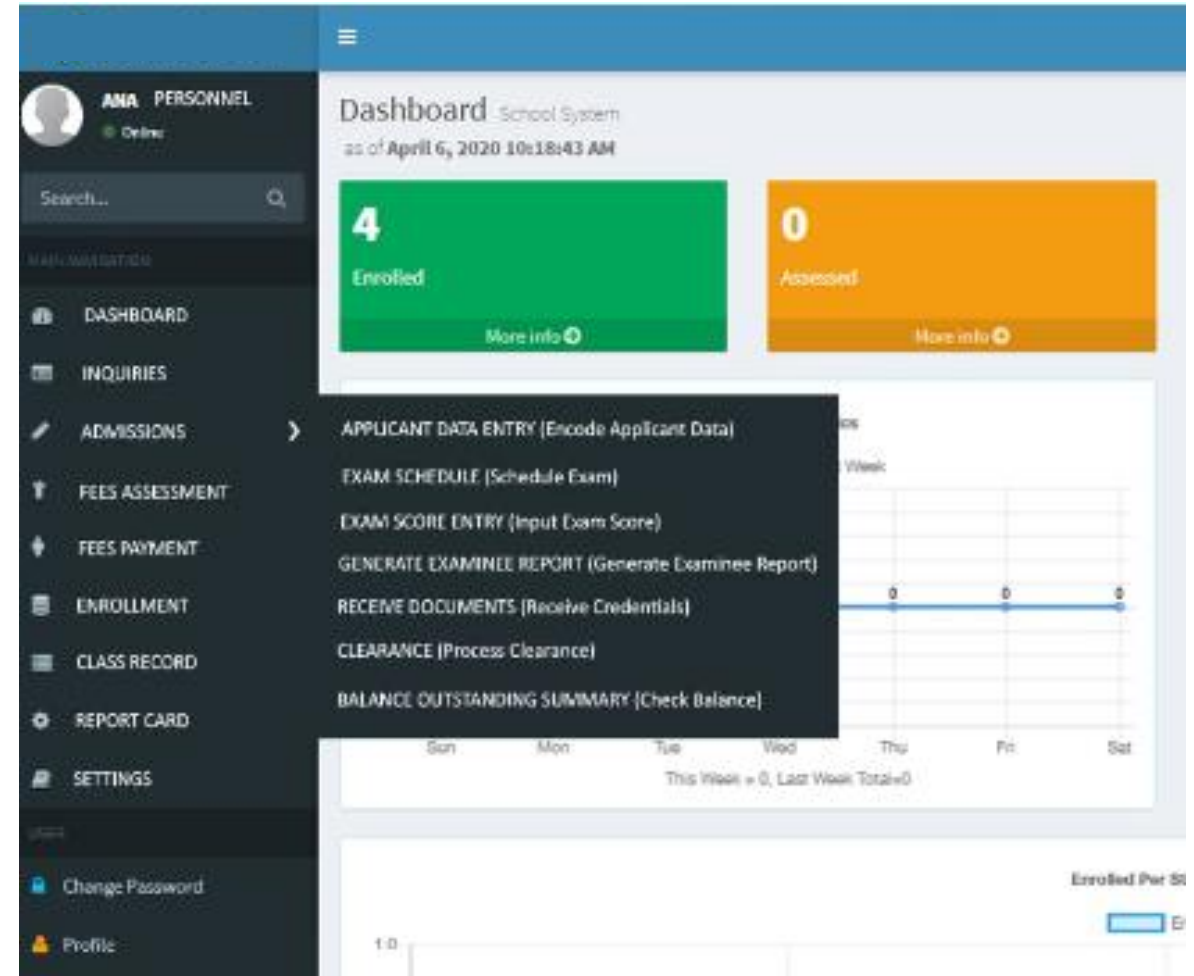 ANA PERSONNEL
Online
Search...
MAIN NAVIGATION
DASHBOARD
INQUIRIES
ADMISSIONS
FEES ASSESSMENT
FEES PAYMENT
ENROLLMENT
CLASS RECORD
REPORT CARD
SETTINGS
USER
Change Password
Profile
Dashboard School System
as of April 6, 2020 10:18:43 AM
4
Enrolled
More info
0
Assessed
More info
APPLICANT DATA ENTRY (Encode Applicant Data)
EXAM SCHEDULE (Schedule Exam)
EXAM SCORE ENTRY (Input Exam Score)
GENERATE EXAMINEE REPORT (Generate Examinee Report)
RECEIVE DOCUMENTS (Receive Credentials)
CLEARANCE (Process Clearance)
BALANCE OUTSTANDING SUMMARY (Check Balance)
Week
0 0 0
Sun Mon Tue Wed Thu Fri Sat
This Week = 0, Last Week Total=0
Enrolled Per
1.0